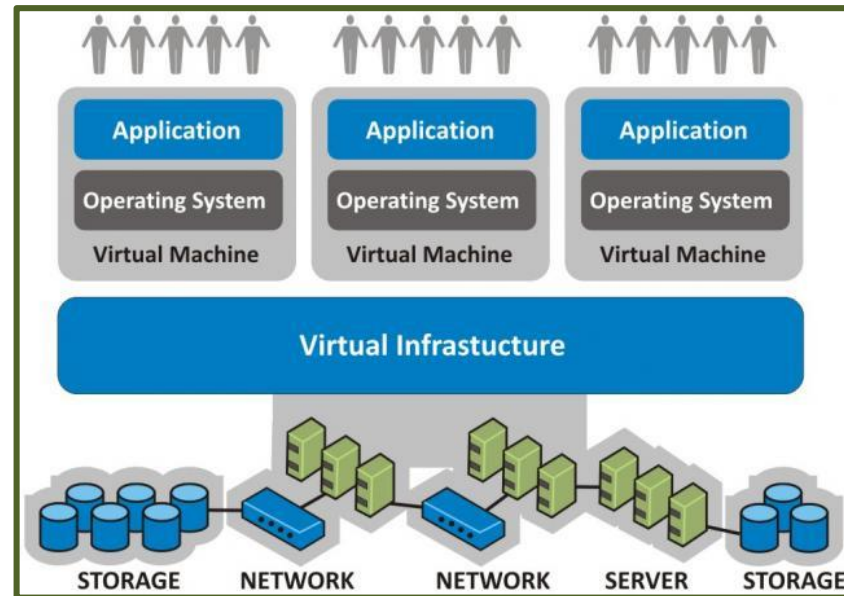 Application
Application
Application
Operating System
Operating System
Operating System
Virtual Machine
Virtual Machine
Virtual Machine
Virtual Infrastucture
STORAGE NETWORK NETWORK SERVER STORAGE